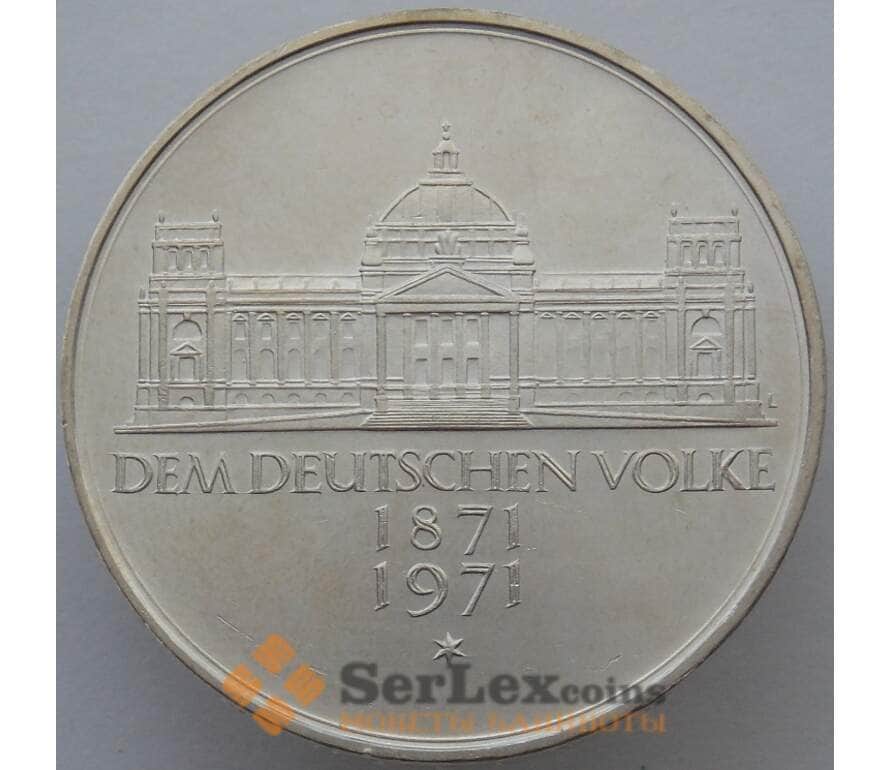 L
DEM DEUTSCHEN VOLKE
1871
1971
SerLexcoins
МОНЕТЫ БАНКНОТЫ